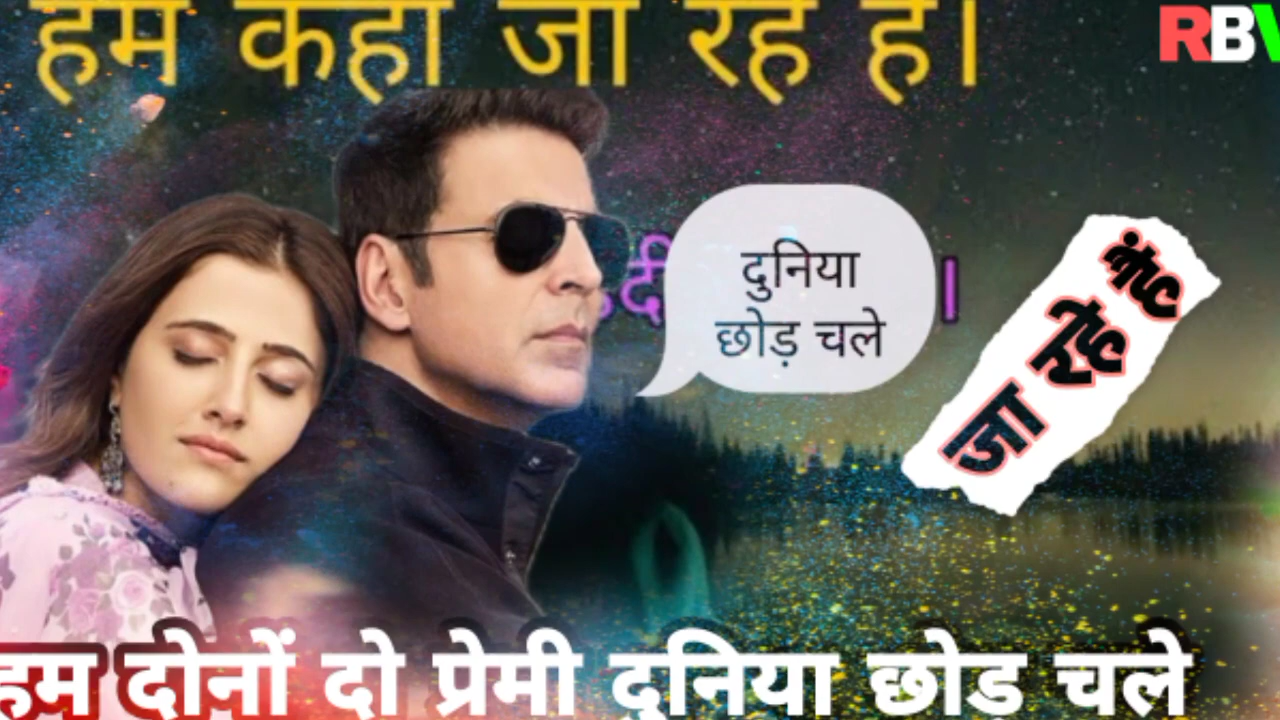 हम कहां जा रहे हैं।
RBV
दुनिया
छोड़ चले
जा रहे हैं
हम दोनों दो प्रेमी दुनिया छोड़ चले